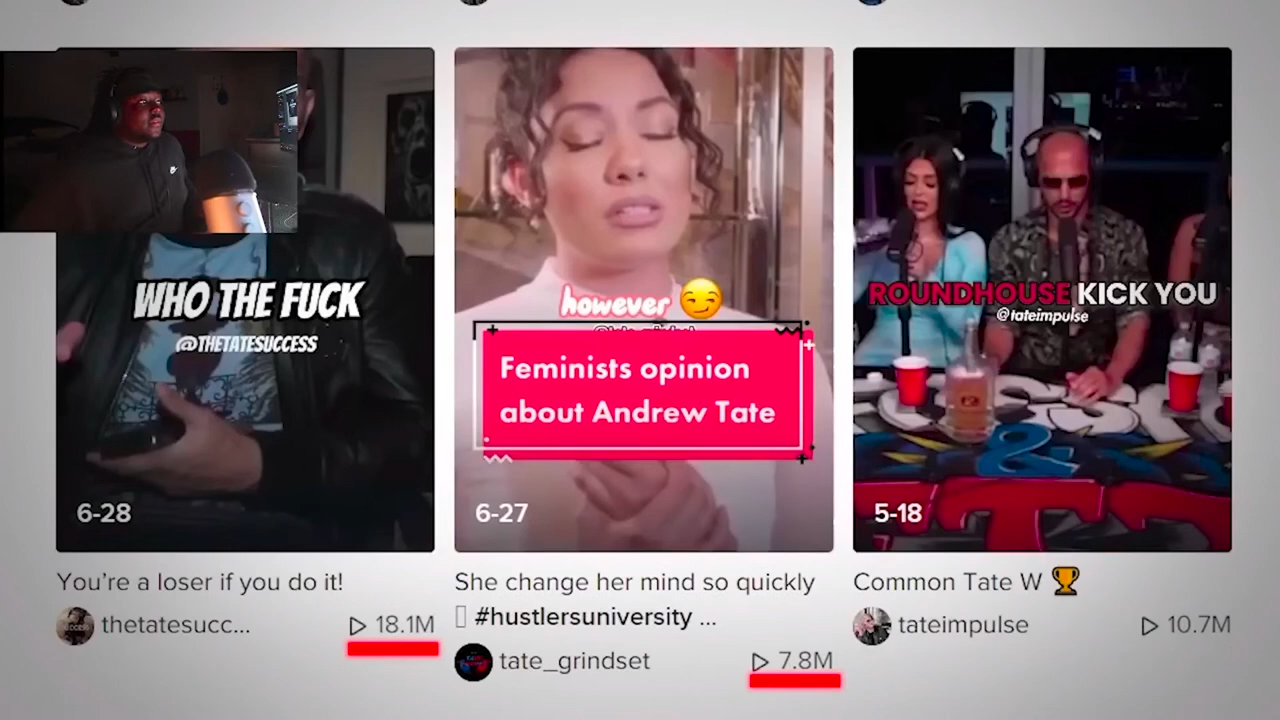 WHO THE FUCK
@THETATESUCCESS
6-28
You're a loser if you do it!
thetatesucc...
18.1M
however 😏
Feminists opinion
about Andrew Tate
6-27
She change her mind so quickly
#hustlersuniversity ...
tate_grindset
7.8M
ROUNDHOUSE KICK YOU
@tateimpulse
5-18
Common Tate W 🏆
tateimpulse
10.7M